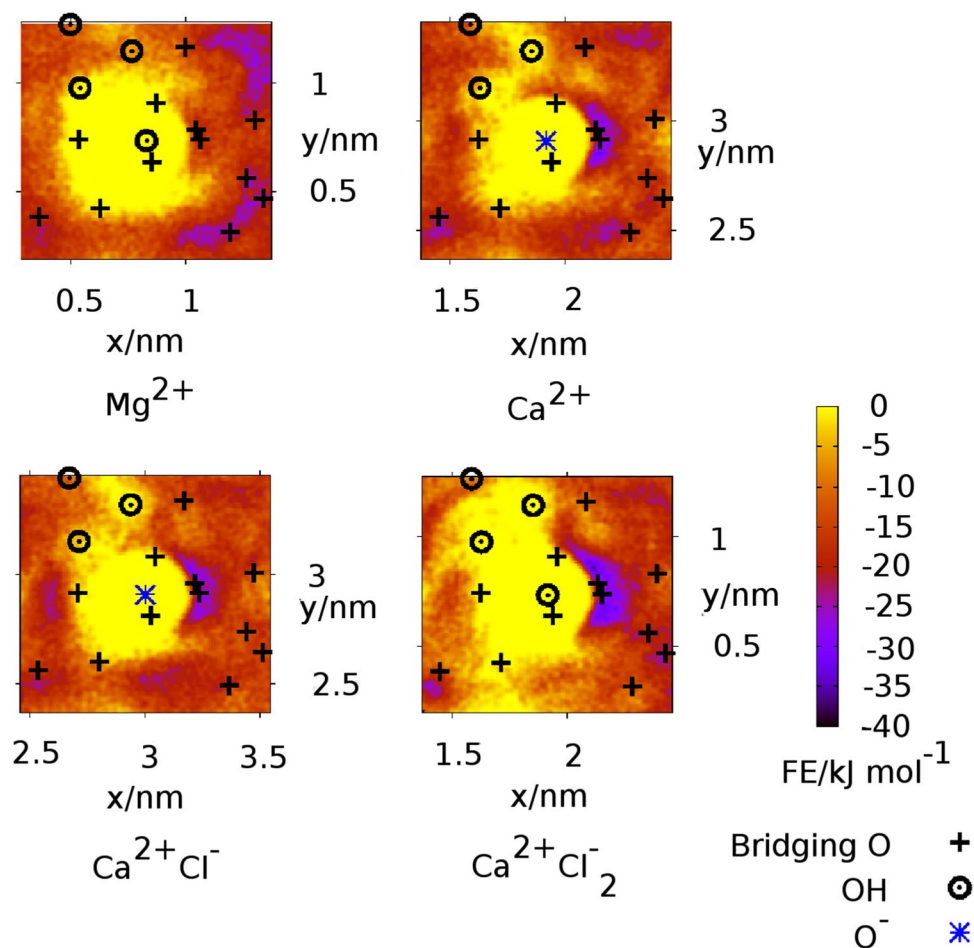 1
y/nm
0.5
0.5 1
x/nm
Mg2+
3
y/nm
2.5
1.5 2
x/nm
Ca2+
3
y/nm
2.5
2.5 3 3.5
x/nm
Ca2+Cl-
1
y/nm
0.5
1.5 2
x/nm
Ca2+Cl-2
0
-5
-10
-15
-20
-25
-30
-35
-40
FE/kJ mol-1
Bridging O
OH
O-